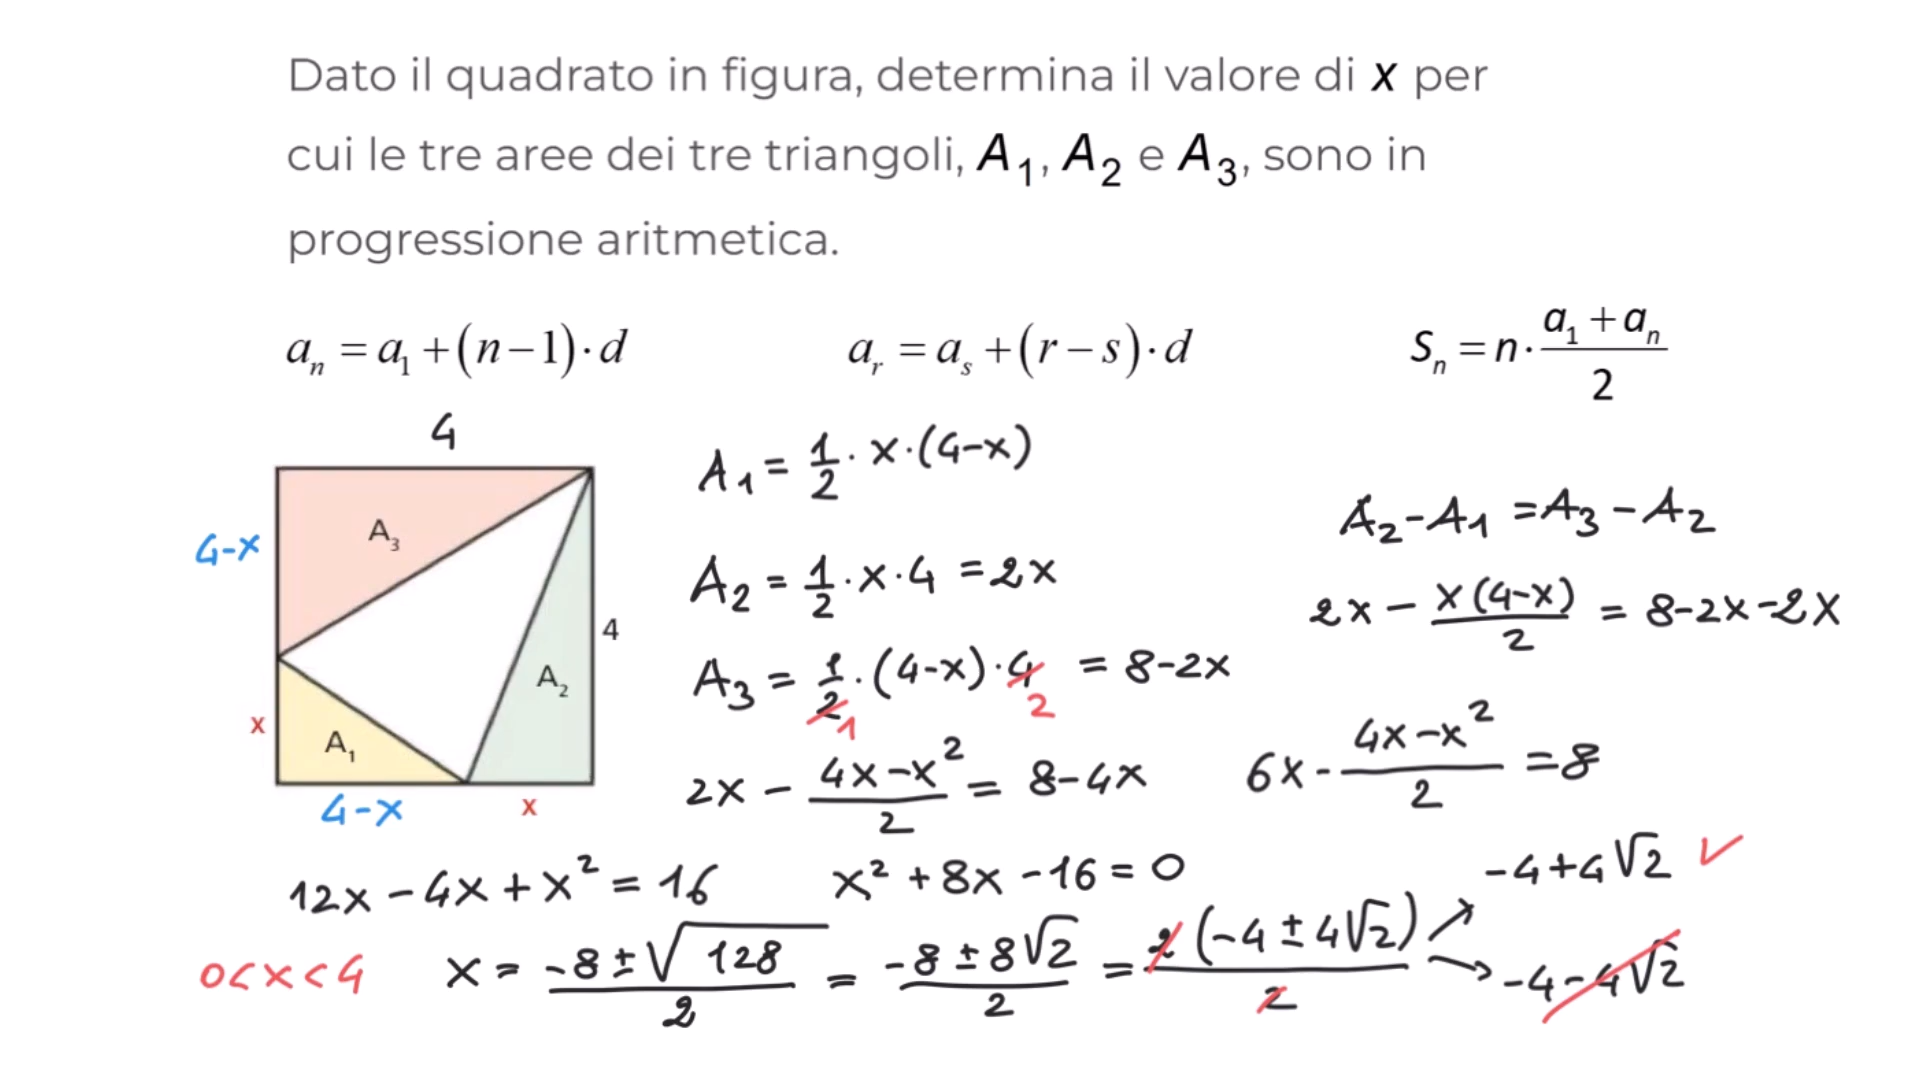 Dato il quadrato in figura, determina il valore di x per
cui le tre aree dei tre triangoli, A₁, A₂ e A₃, sono in
progressione aritmetica.
aₙ = a₁ + (n − 1) · d
aᵣ = aₛ + (r − s) · d
Sₙ = n · (a₁ + aₙ)/2
4
4-x
A₃
4
A₂
x
A₁
4-x
x
A₁ = 1/2 · x · (4-x)
A₂ = 1/2 · x · 4 = 2x
A₃ = 1/2 · (4-x) · 4 = 8-2x
1
2
A₂ - A₁ = A₃ - A₂
2x - x(4-x)/2 = 8-2x-2x
2x - (4x-x²)/2 = 8-4x
6x - (4x-x²)/2 = 8
12x - 4x + x² = 16
x² + 8x - 16 = 0
0<x<4
x = (-8 ± √128)/2 = (-8 ± 8√2)/2 = 2(-4 ± 4√2)/2
-4+4√2 ✓
-4-4√2